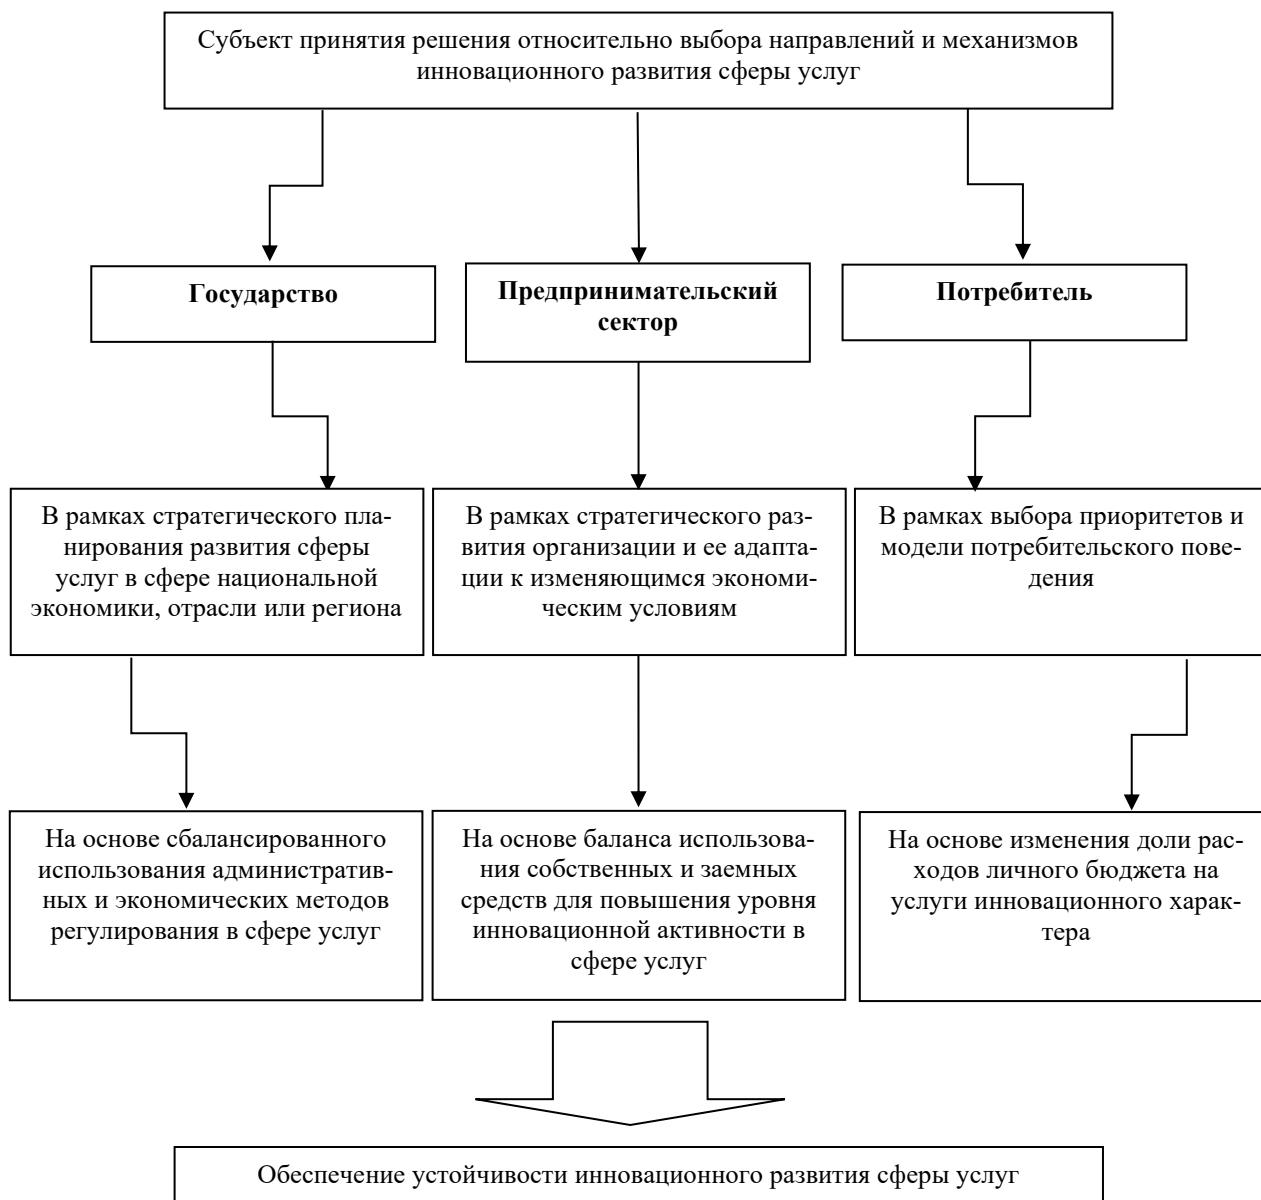 Субъект принятия решения относительно выбора направлений и механизмов
инновационного развития сферы услуг
Государство
Предпринимательский
сектор
Потребитель
В рамках стратегического пла-
нирования развития сферы
услуг в сфере национальной
экономики, отрасли или региона
В рамках стратегического раз-
вития организации и ее адапта-
ции к изменяющимся экономи-
ческим условиям
В рамках выбора приоритетов и
модели потребительского пове-
дения
На основе сбалансированного
использования административ-
ных и экономических методов
регулирования в сфере услуг
На основе баланса использова-
ния собственных и заемных
средств для повышения уровня
инновационной активности в
сфере услуг
На основе изменения доли рас-
ходов личного бюджета на
услуги инновационного харак-
тера
Обеспечение устойчивости инновационного развития сферы услуг